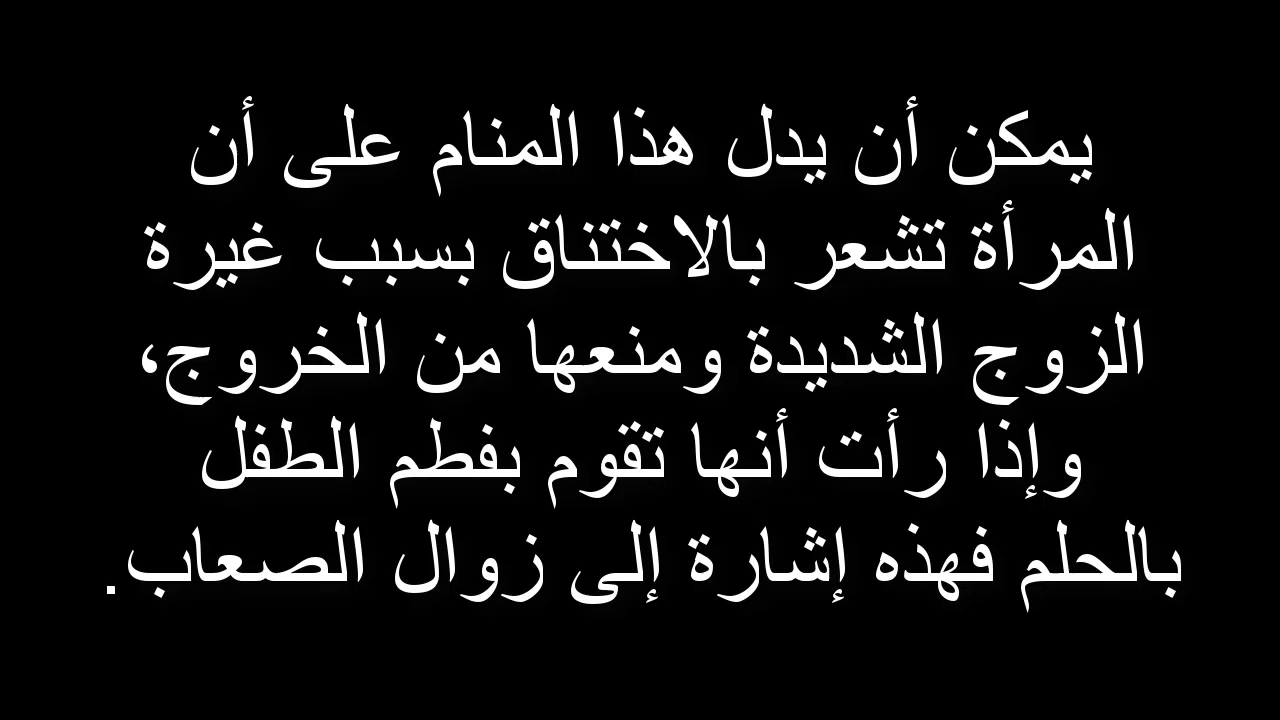 يمكن أن يدل هذا المنام على أن
المرأة تشعر بالاختناق بسبب غيرة
الزوج الشديدة ومنعها من الخروج،
وإذا رأت أنها تقوم بفطم الطفل
بالحلم فهذه إشارة إلى زوال الصعاب.